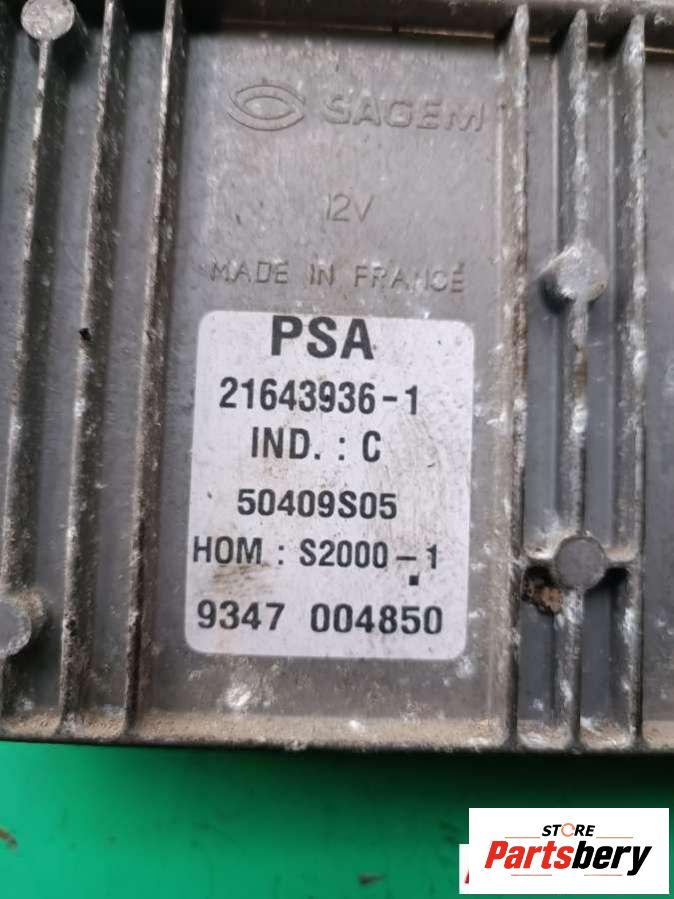 SAGEM
12V
MADE IN FRANCE
PSA
21643936-1
IND. : C
50409S05
HOM : S2000-1
9347 004850
STORE
Partsbery